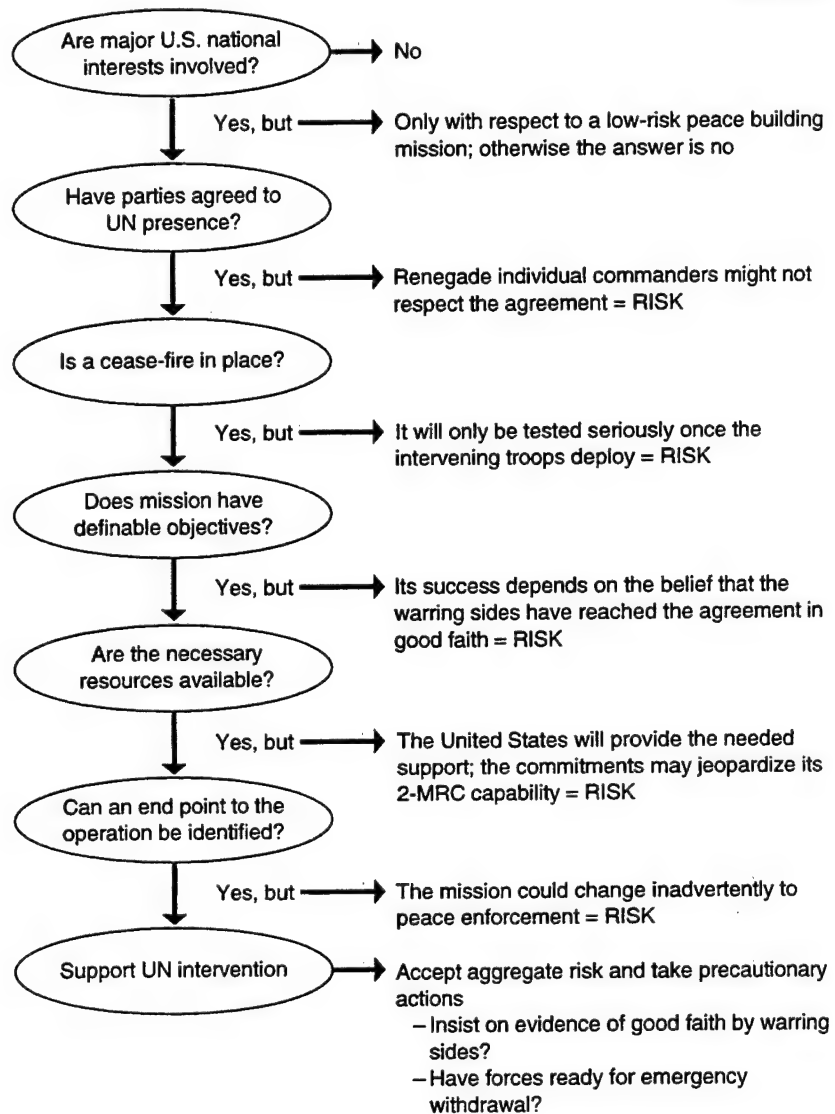 Are major U.S. national
interests involved?
No
Yes, but
Only with respect to a low-risk peace building
mission; otherwise the answer is no
Have parties agreed to
UN presence?
Yes, but
Renegade individual commanders might not
respect the agreement = RISK
Is a cease-fire in place?
Yes, but
It will only be tested seriously once the
intervening troops deploy = RISK
Does mission have
definable objectives?
Yes, but
Its success depends on the belief that the
warring sides have reached the agreement in
good faith = RISK
Are the necessary
resources available?
Yes, but
The United States will provide the needed
support; the commitments may jeopardize its
2-MRC capability = RISK
Can an end point to the
operation be identified?
Yes, but
The mission could change inadvertently to
peace enforcement = RISK
Support UN intervention
Accept aggregate risk and take precautionary
actions
– Insist on evidence of good faith by warring
sides?
– Have forces ready for emergency
withdrawal?